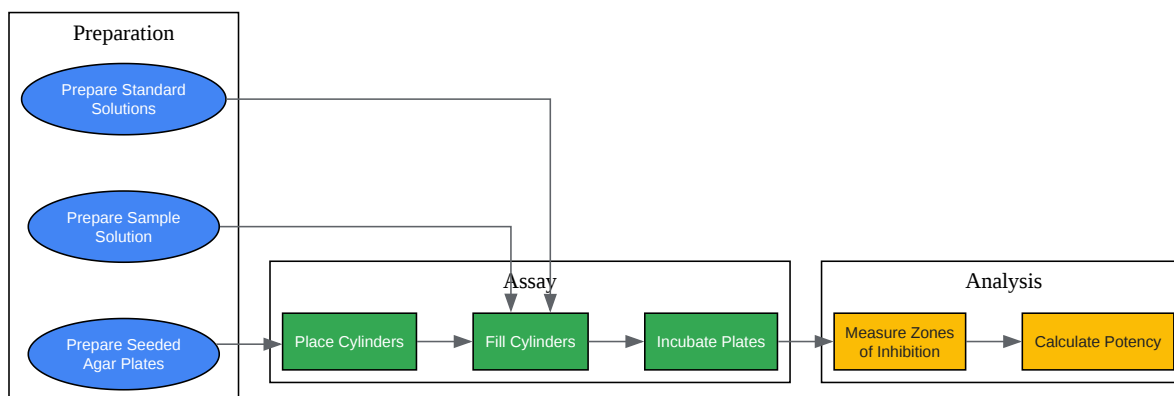 Preparation
Prepare Standard
Solutions
Prepare Sample
Solution
Prepare Seeded
Agar Plates
Assay
Place Cylinders
Fill Cylinders
Incubate Plates
Analysis
Measure Zones
of Inhibition
Calculate Potency